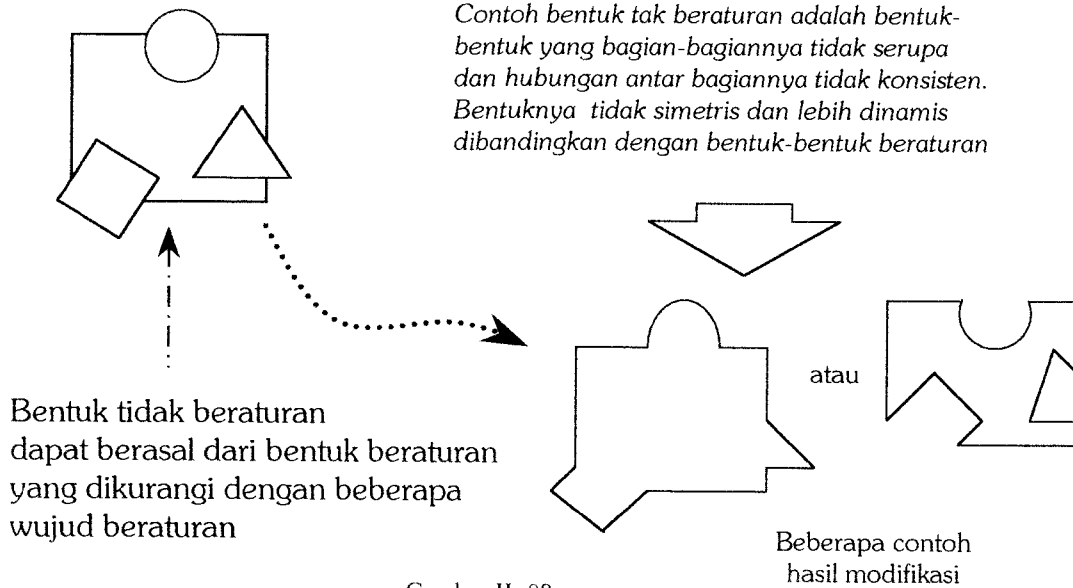 Contoh bentuk tak beraturan adalah bentuk-
bentuk yang bagian-bagiannya tidak serupa
dan hubungan antar bagiannya tidak konsisten.
Bentuknya tidak simetris dan lebih dinamis
dibandingkan dengan bentuk-bentuk beraturan
atau
Bentuk tidak beraturan
dapat berasal dari bentuk beraturan
yang dikurangi dengan beberapa
wujud beraturan
Beberapa contoh
hasil modifikasi